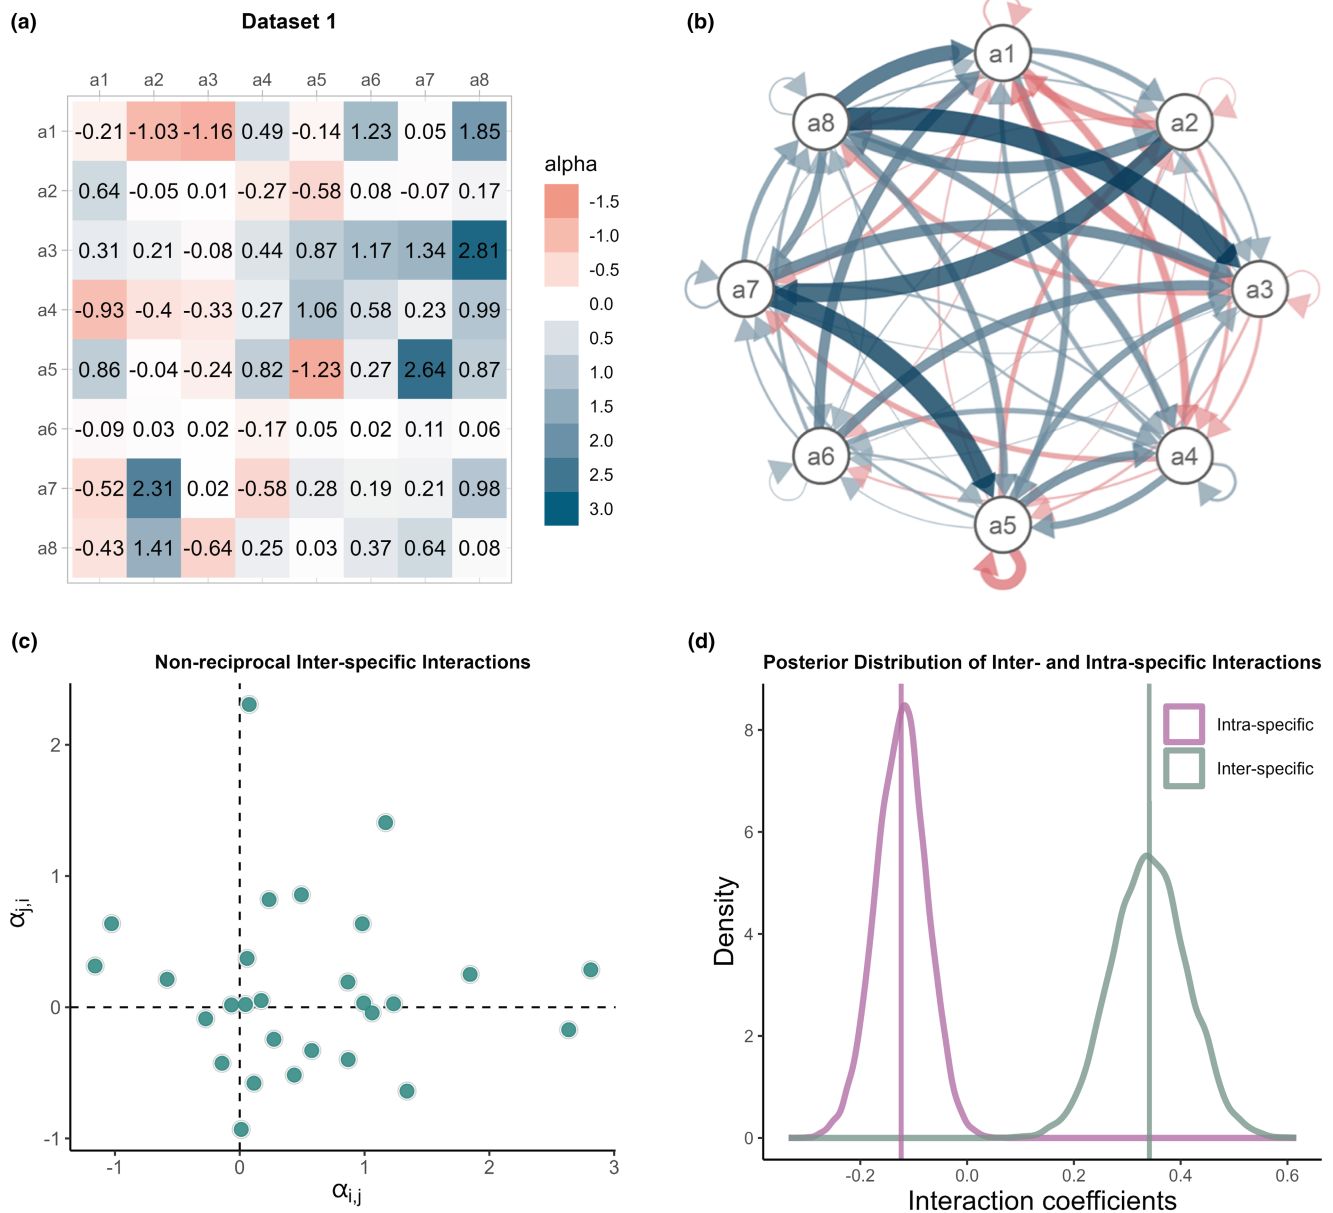 (a)
Dataset 1
a1 a2 a3 a4 a5 a6 a7 a8
a1 -0.21 -1.03 -1.16 0.49 -0.14 1.23 0.05 1.85
a2 0.64 -0.05 0.01 -0.27 -0.58 0.08 -0.07 0.17
a3 0.31 0.21 -0.08 0.44 0.87 1.17 1.34 2.81
a4 -0.93 -0.4 -0.33 0.27 1.06 0.58 0.23 0.99
a5 0.86 -0.04 -0.24 0.82 -1.23 0.27 2.64 0.87
a6 -0.09 0.03 0.02 -0.17 0.05 0.02 0.11 0.06
a7 -0.52 2.31 0.02 -0.58 0.28 0.19 0.21 0.98
a8 -0.43 1.41 -0.64 0.25 0.03 0.37 0.64 0.08
alpha
-1.5
-1.0
-0.5
0.0
0.5
1.0
1.5
2.0
2.5
3.0
(b)
a1
a8
a2
a7
a3
a6
a4
a5
(c)
Non-reciprocal Inter-specific Interactions
αj,i
2
1
0
-1
-1 0 1 2 3
αi,j
(d)
Posterior Distribution of Inter- and Intra-specific Interactions
Intra-specific
Inter-specific
Density
8
6
4
2
0
-0.2 0.0 0.2 0.4 0.6
Interaction coefficients